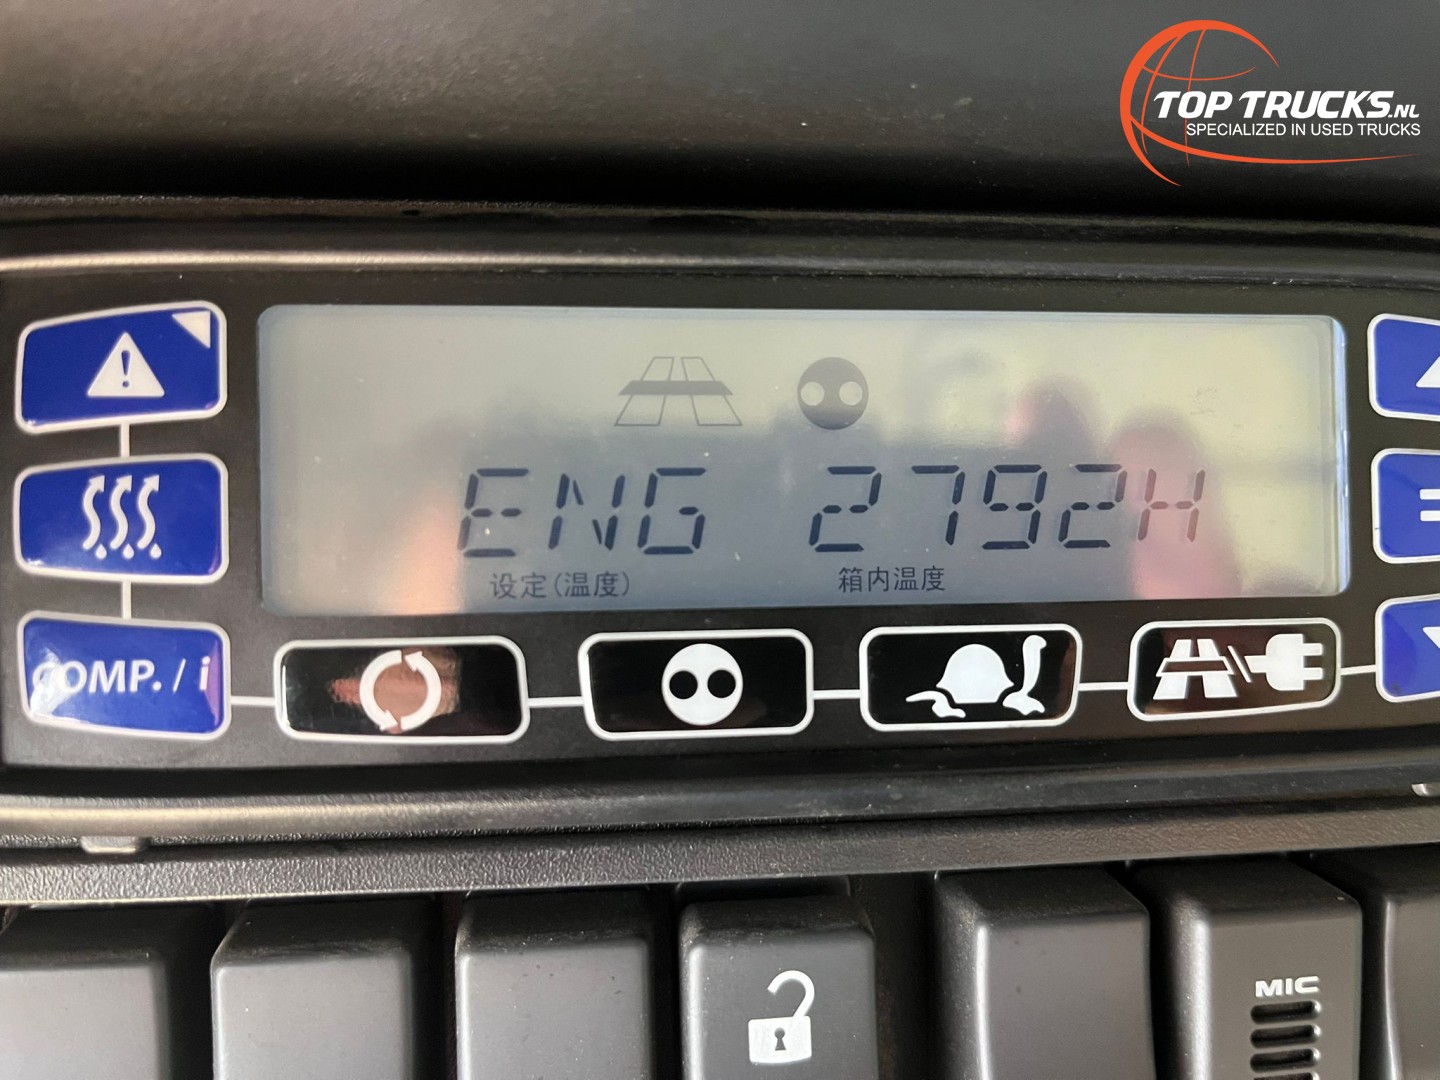 TOP TRUCKS.NL
SPECIALIZED IN USED TRUCKS
ENG 2792H
设定(温度) 箱内温度
COMP. / i
MIC